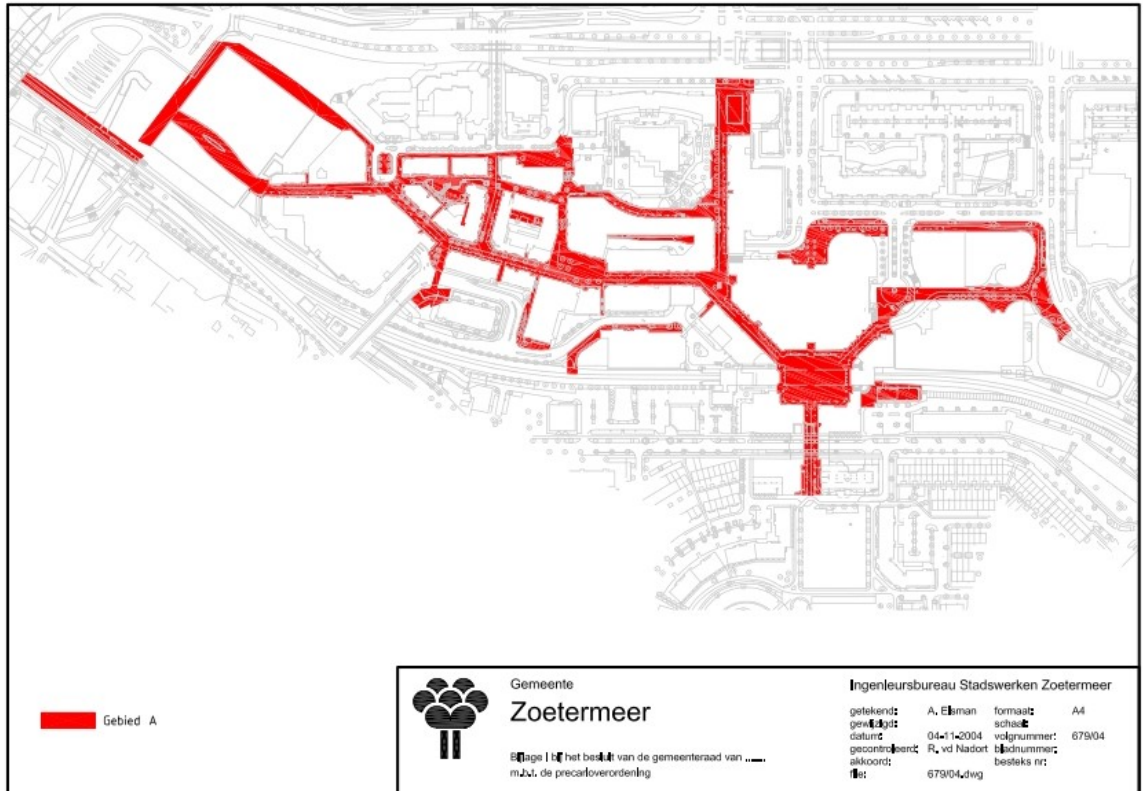 Gebied A
Gemeente
Zoetermeer
Bijlage I bij het besluit van de gemeenteraad van ......
m.b.t. de precarioverordening
Ingenieursbureau Stadswerken Zoetermeer
getekend: A. Elsman formaat: A4
gewijzigd: schaal:
datum: 04-11-2004 volgnummer: 679/04
gecontroleerd: R. vd Nadort bladnummer:
akkoord: besteks nr:
file: 679/04.dwg